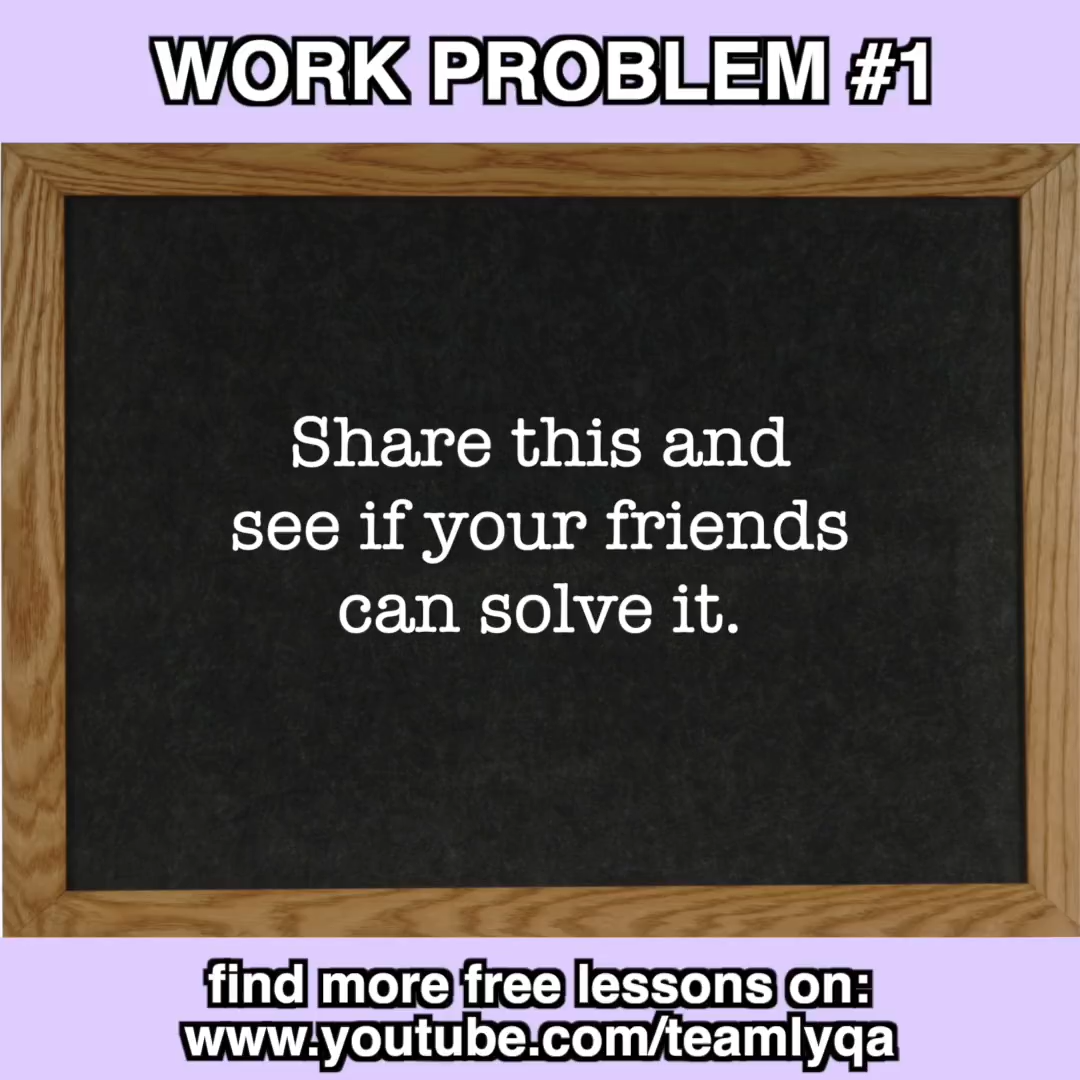 WORK PROBLEM #1
Share this and
see if your friends
can solve it.
find more free lessons on:
www.youtube.com/teamlyqa